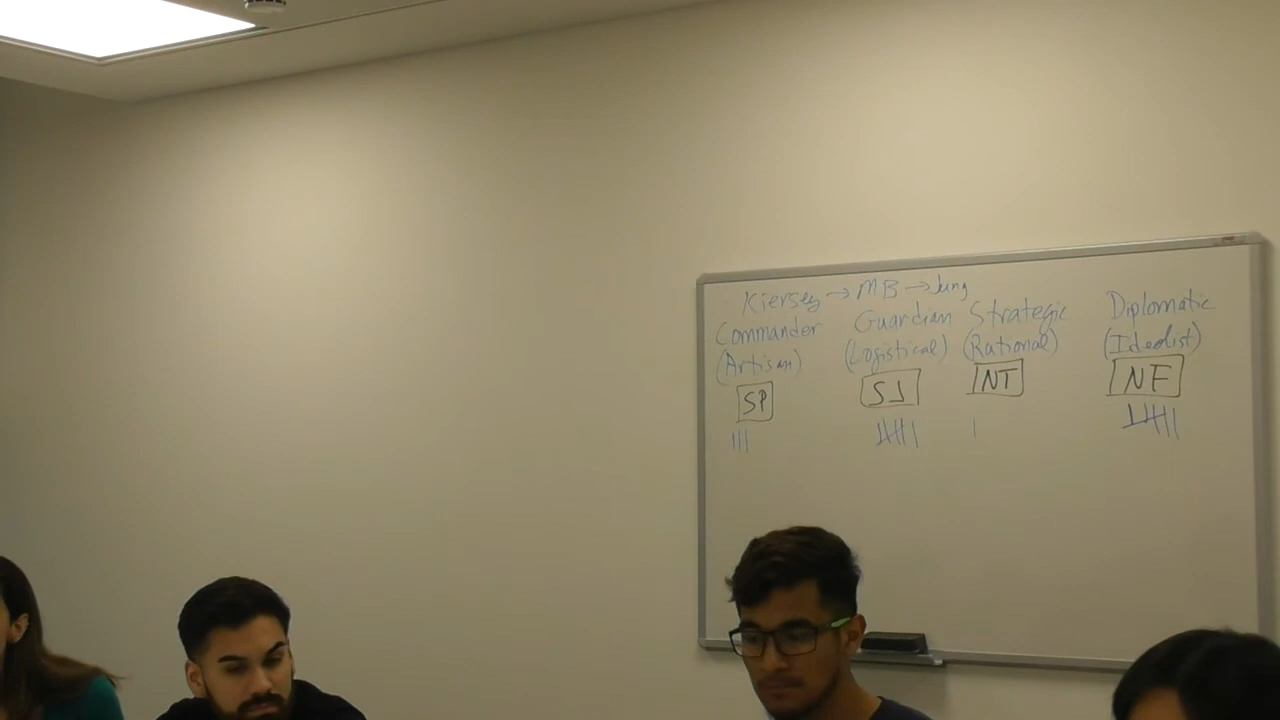 Kiersey → MB → Jung
Commander Guardian Strategic Diplomatic
(Artisan) (Logistical) (Rational) (Idealist)
SP SJ NT NF